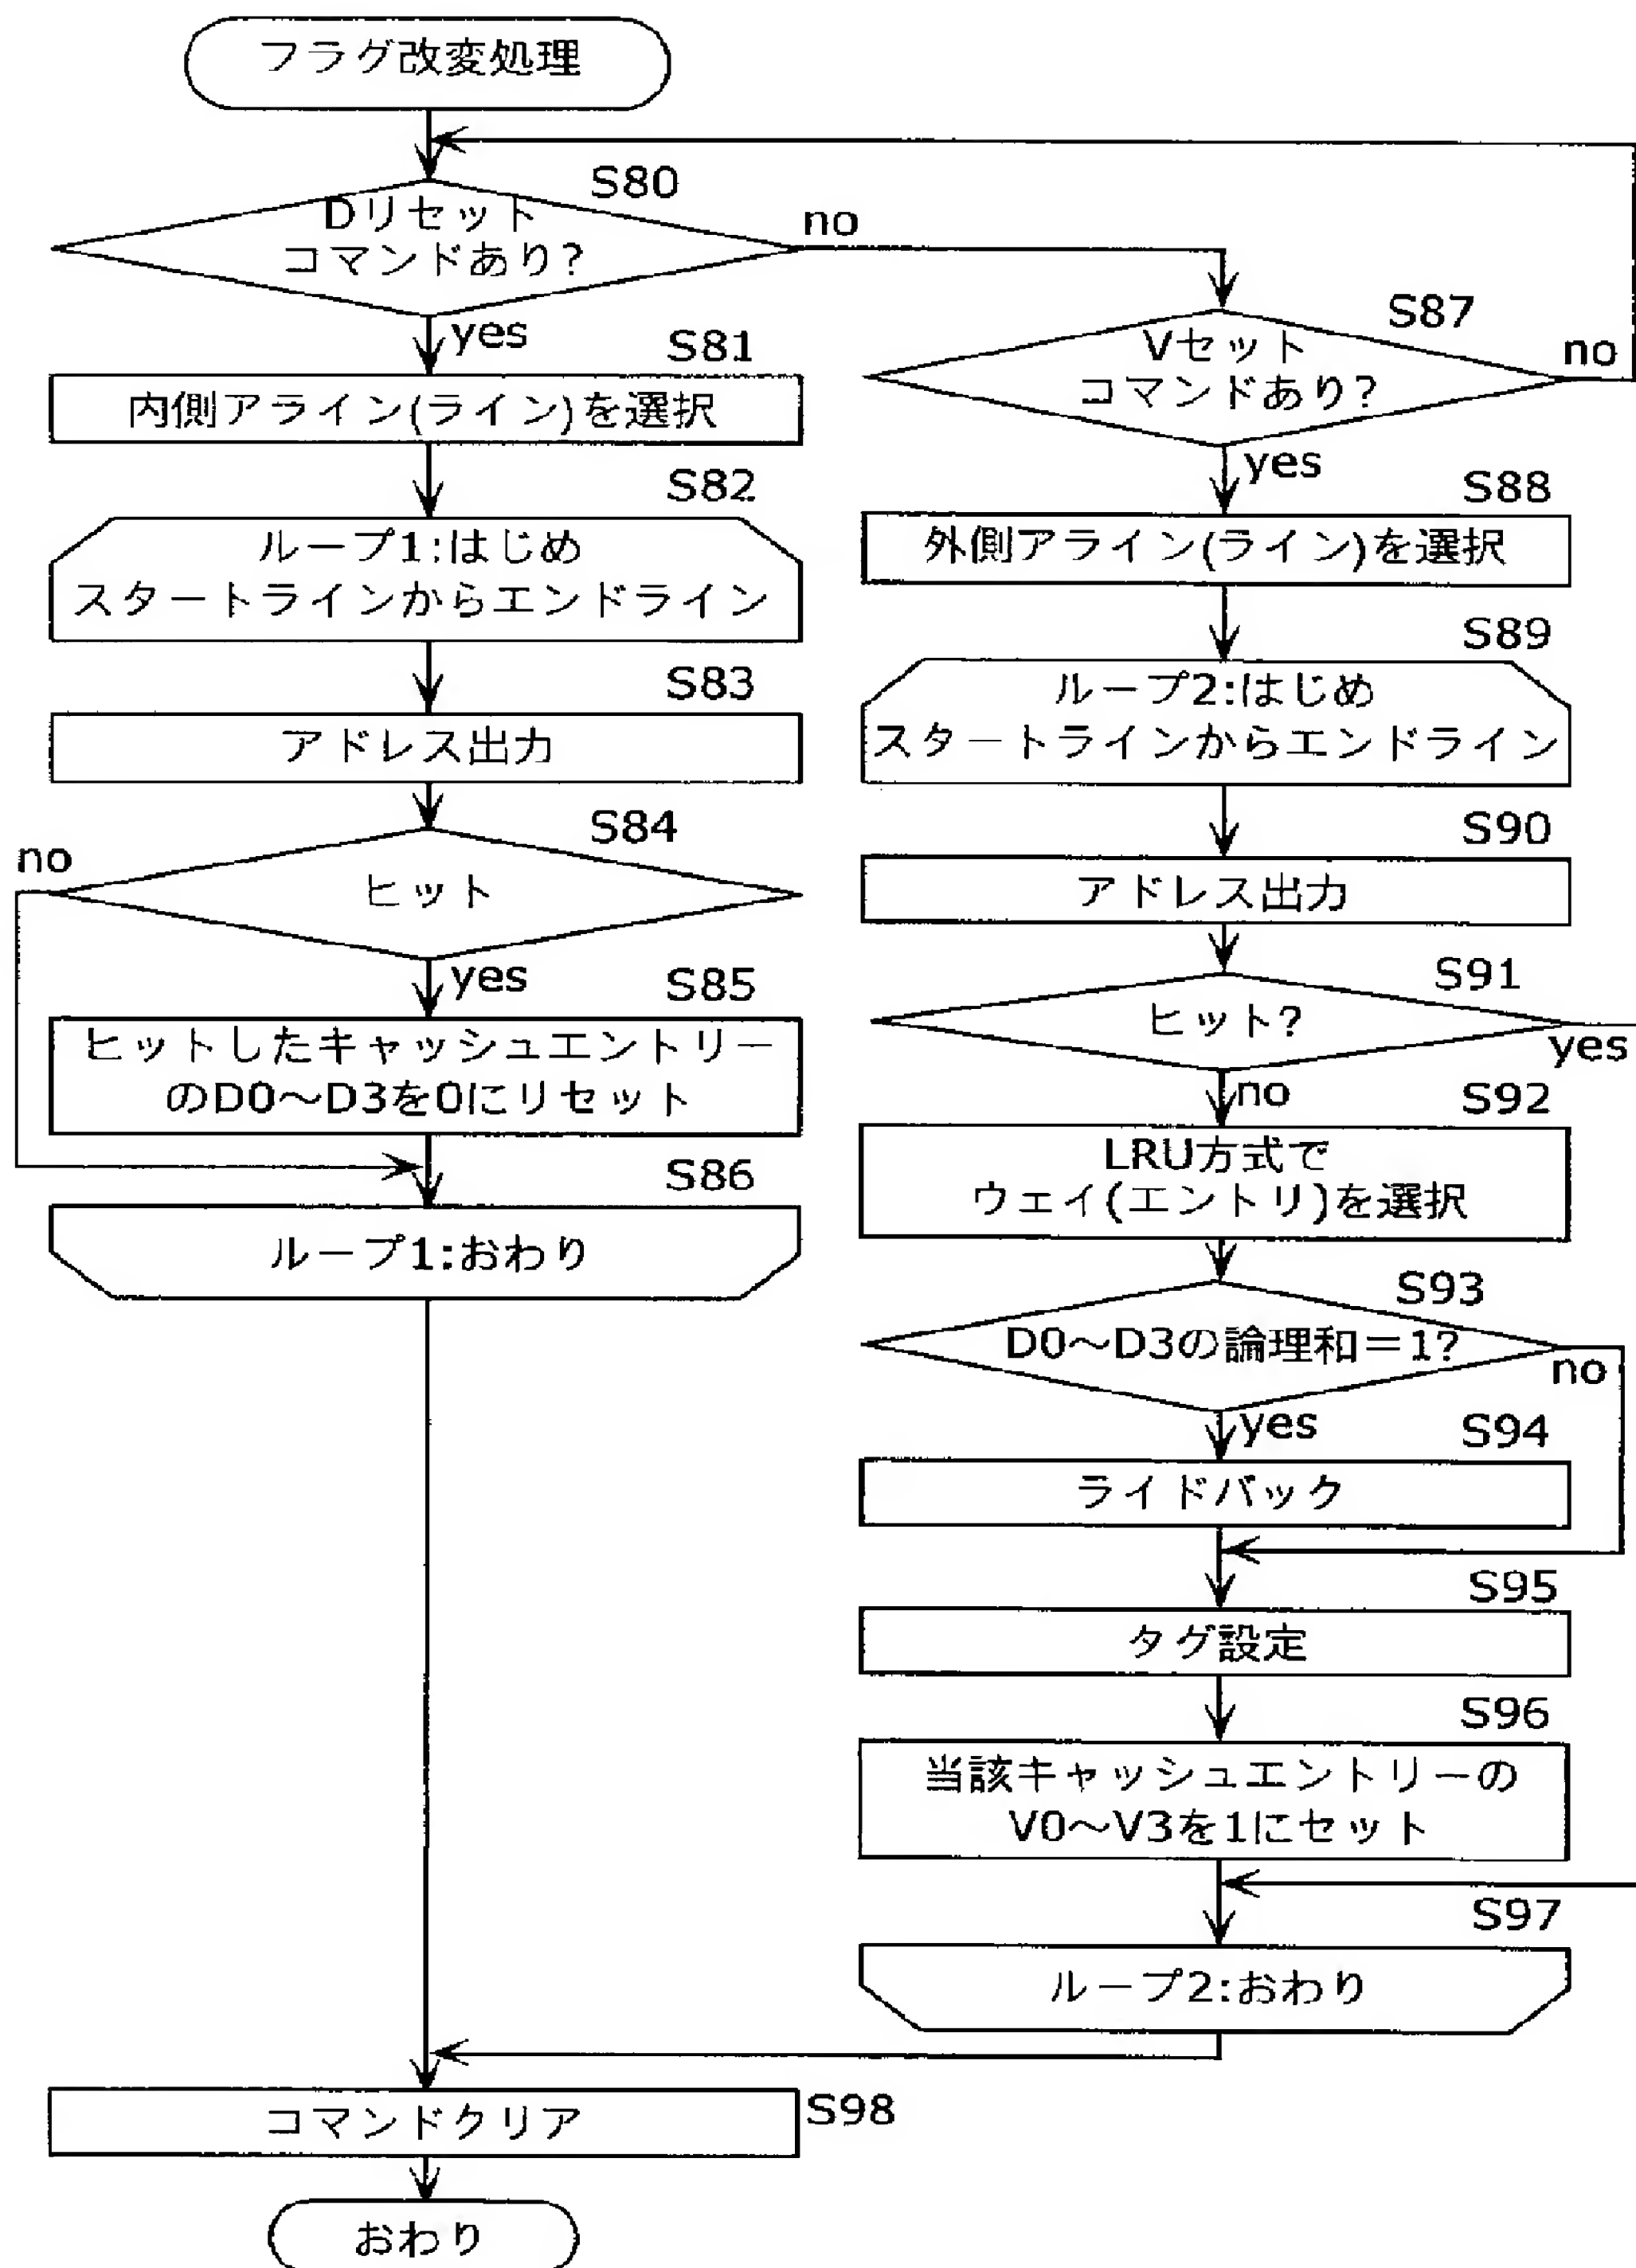 フラグ改変処理
S80
Dリセット
コマンドあり?
no
yes
S81
内側アライン(ライン)を選択
S82
ループ1:はじめ
スタートラインからエンドライン
S83
アドレス出力
S84
no
ヒット
yes
S85
ヒットしたキャッシュエントリー
のD0～D3を0にリセット
S86
ループ1:おわり
S87
Vセット
コマンドあり?
no
yes
S88
外側アライン(ライン)を選択
S89
ループ2:はじめ
スタートラインからエンドライン
S90
アドレス出力
S91
ヒット?
yes
no
S92
LRU方式で
ウェイ(エントリ)を選択
S93
D0～D3の論理和＝1?
no
yes
S94
ライドバック
S95
タグ設定
S96
当該キャッシュエントリーの
V0～V3を1にセット
S97
ループ2:おわり
コマンドクリア
S98
おわり